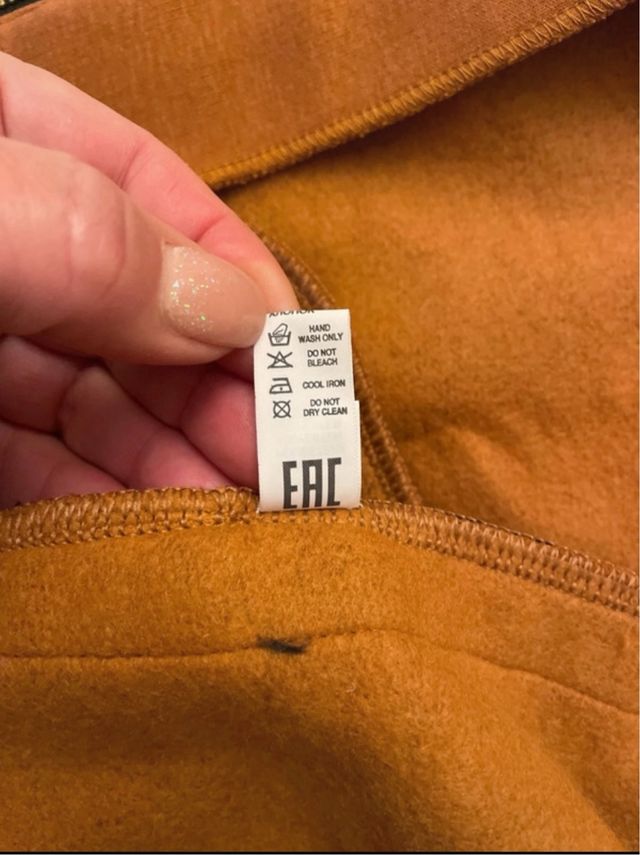 HAND
WASH ONLY
DO NOT
BLEACH
COOL IRON
DO NOT
DRY CLEAN
EAC